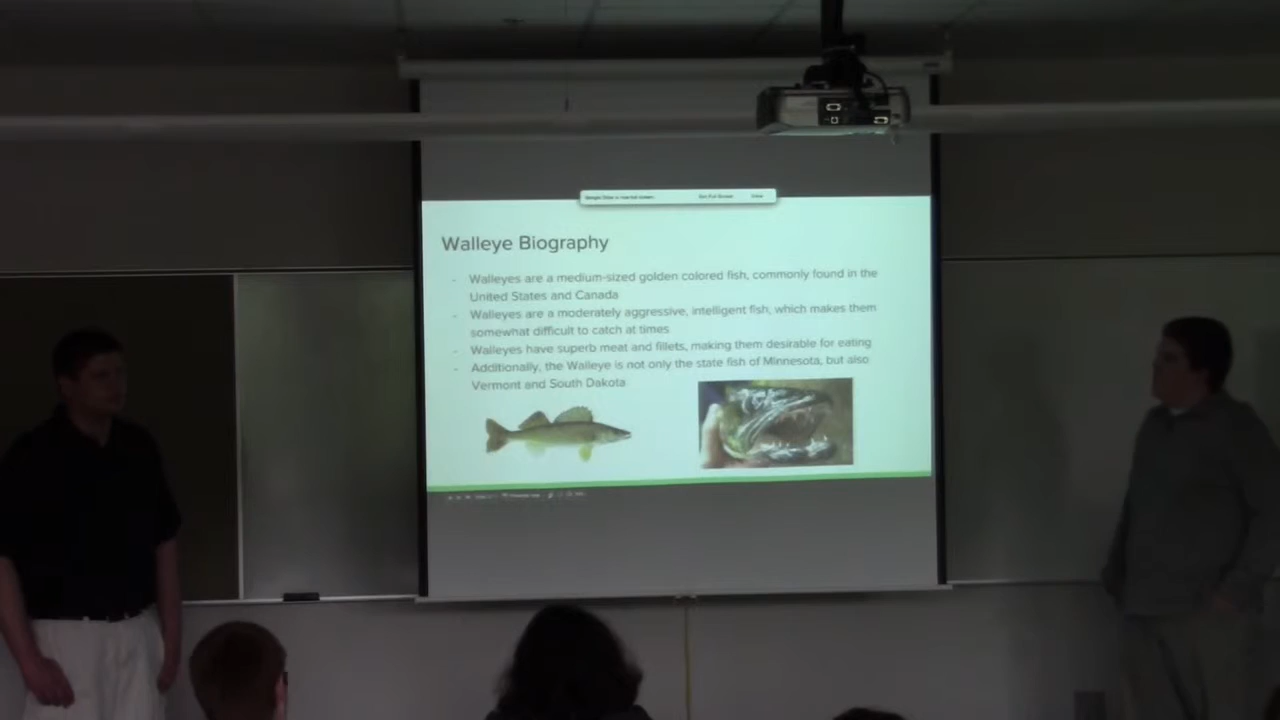 Walleye Biography
- Walleyes are a medium-sized golden colored fish, commonly found in the
United States and Canada
- Walleyes are a moderately aggressive, intelligent fish, which makes them
somewhat difficult to catch at times
- Walleyes have superb meat and fillets, making them desirable for eating
- Additionally, the Walleye is not only the state fish of Minnesota, but also
Vermont and South Dakota